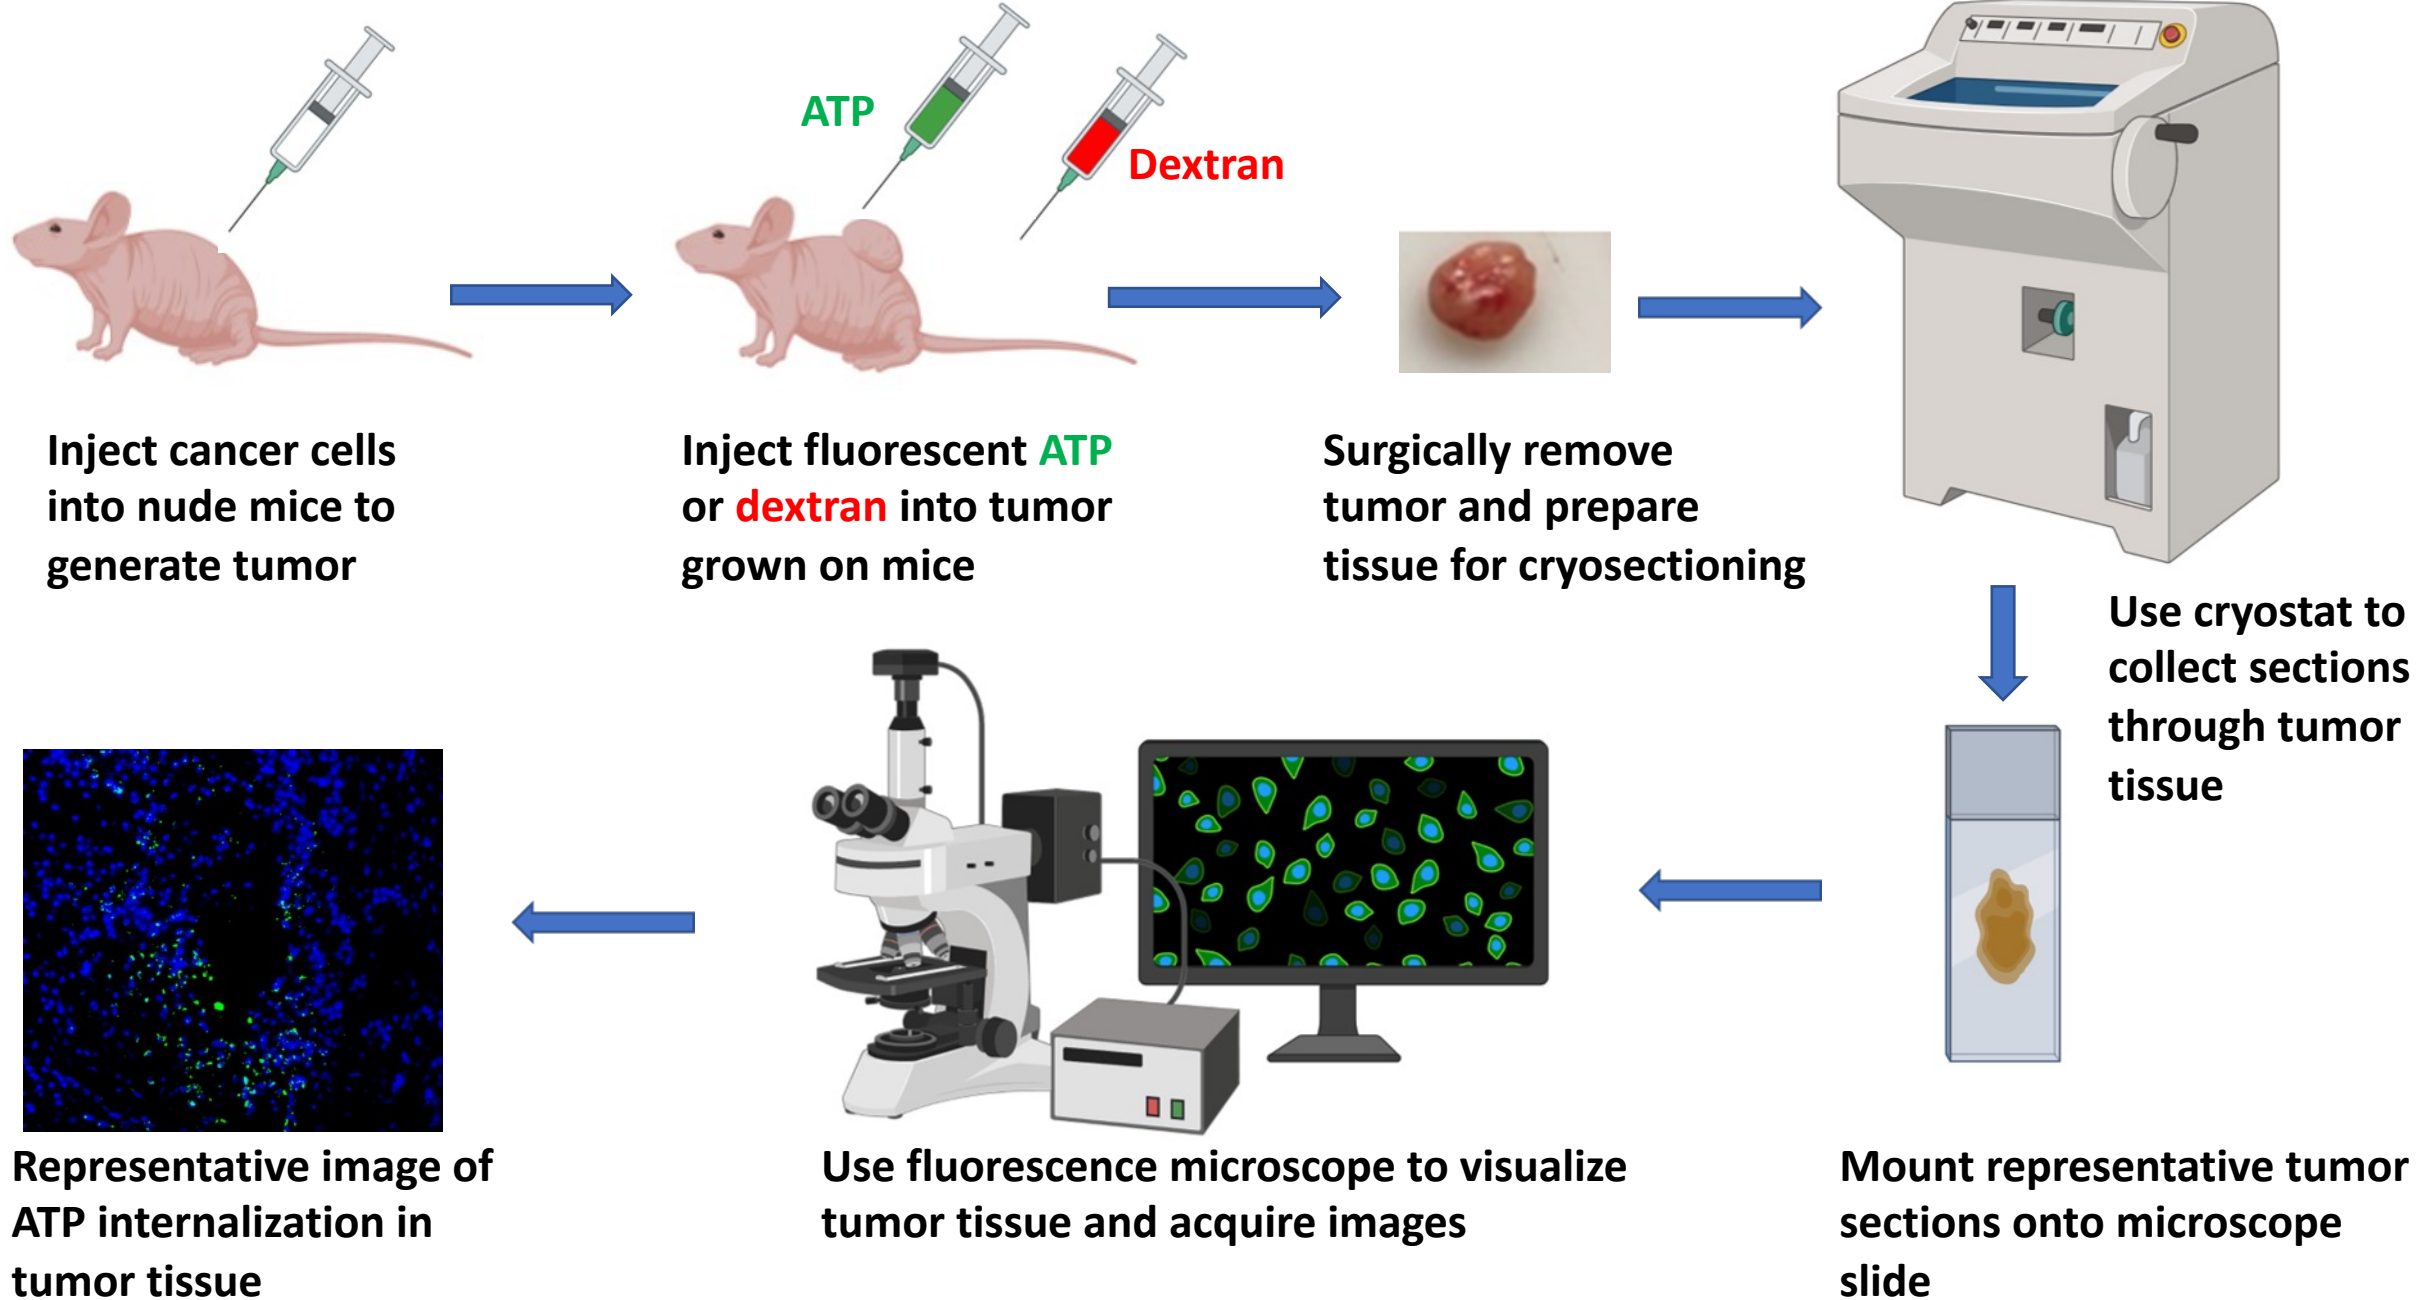 ATP
Dextran
Inject cancer cells
into nude mice to
generate tumor
Inject fluorescent ATP
or dextran into tumor
grown on mice
Surgically remove
tumor and prepare
tissue for cryosectioning
Use cryostat to
collect sections
through tumor
tissue
Mount representative tumor
sections onto microscope
slide
Use fluorescence microscope to visualize
tumor tissue and acquire images
Representative image of
ATP internalization in
tumor tissue